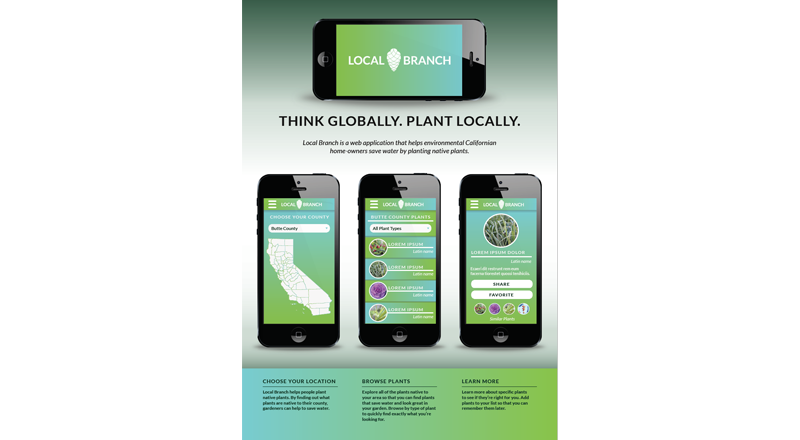 LOCAL BRANCH
THINK GLOBALLY. PLANT LOCALLY.
Local Branch is a web application that helps environmental Californian
home-owners save water by planting native plants.
LOCAL BRANCH
CHOOSE YOUR COUNTY
Butte County
LOCAL BRANCH
BUTTE COUNTY PLANTS
All Plant Types
LOREM IPSUM
Latin name
LOREM IPSUM
Latin name
LOREM IPSUM
Latin name
LOREM IPSUM
Latin name
LOCAL BRANCH
LOREM IPSUM DOLOR
Latin name
SHARE
FAVORITE
Similar Plants
CHOOSE YOUR LOCATION
Local Branch helps people plant
native plants. By finding out what
plants are native to their county,
gardeners can help to save water.
BROWSE PLANTS
Explore all of the plants native to
your area so that you can find plants
that save water and look great in
your garden. Browse by type of plant
to quickly find exactly what you're
looking for.
LEARN MORE
Learn more about specific plants
to see if they're right for you. Add
plants to your list so that you can
remember them later.